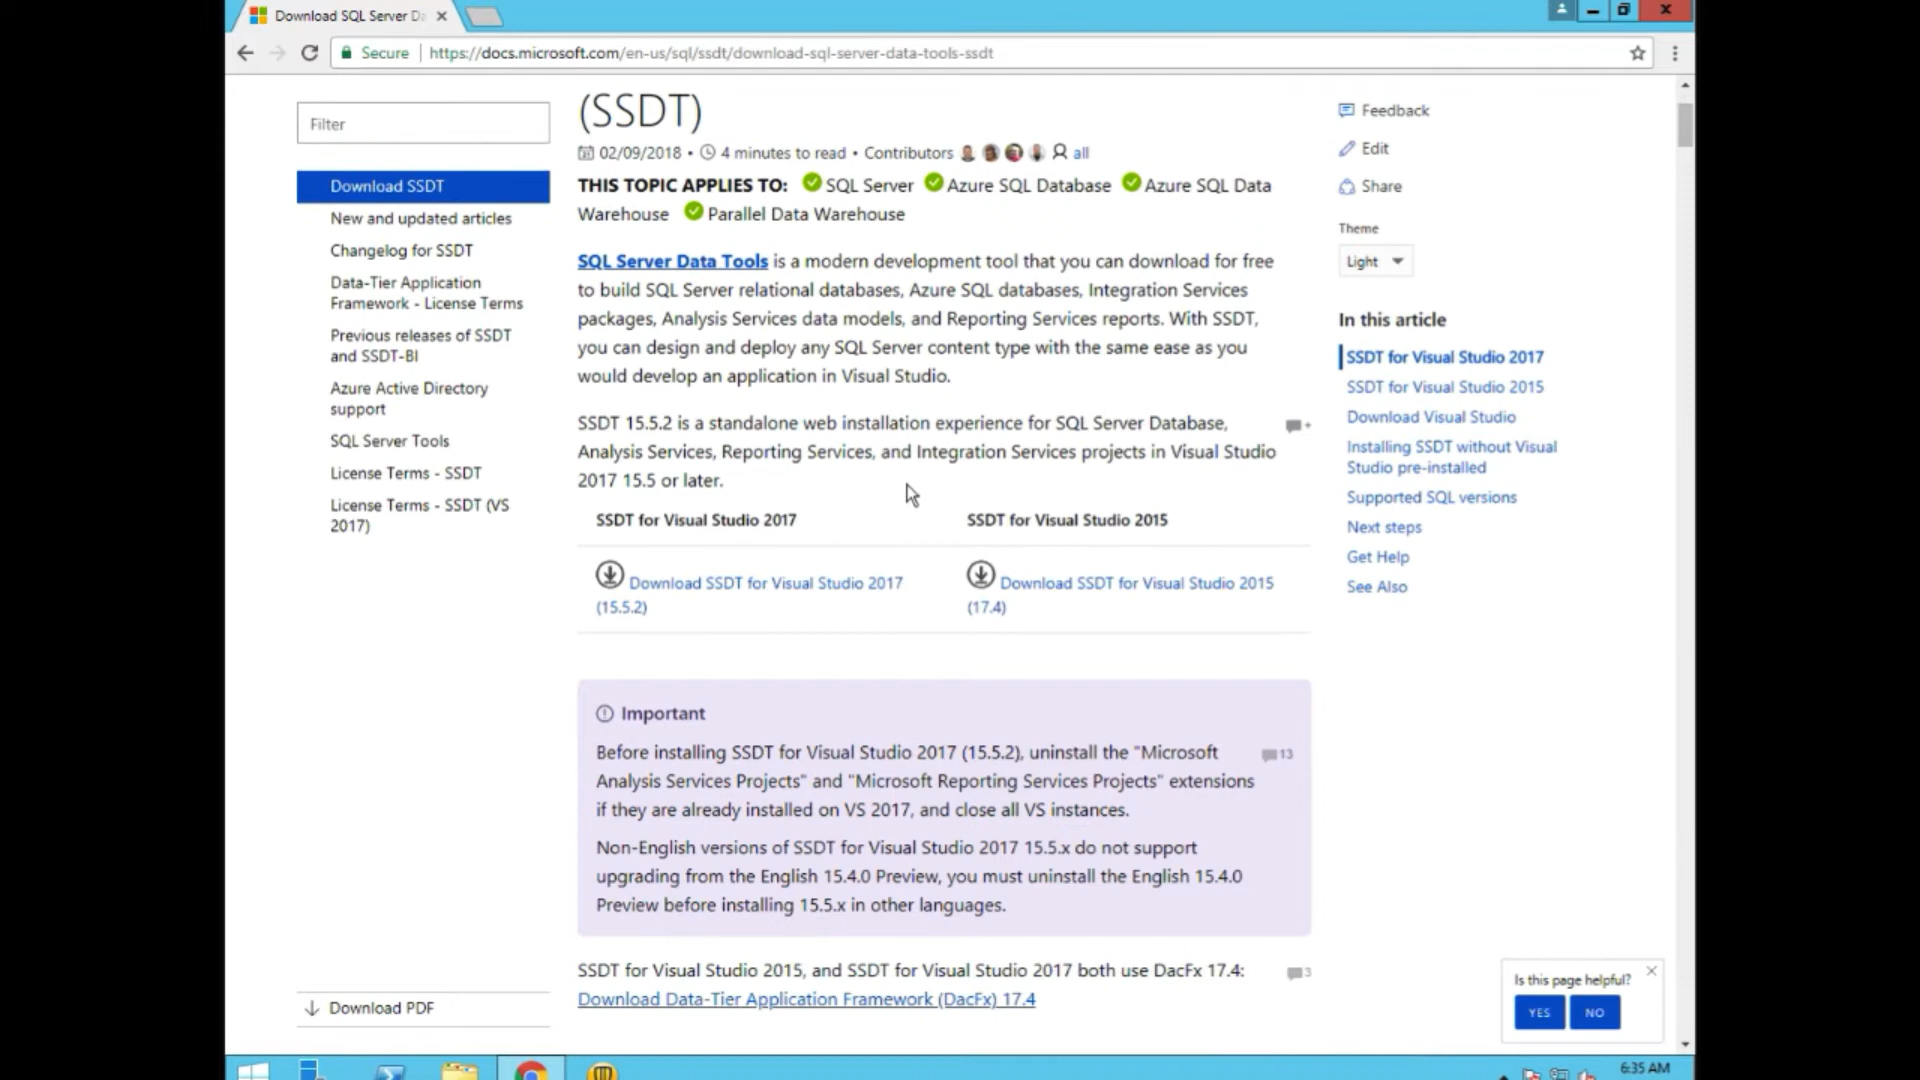 Download SQL Server Da
Secure
https://docs.microsoft.com/en-us/sql/ssdt/download-sql-server-data-tools-ssdt
Filter
Download SSDT
New and updated articles
Changelog for SSDT
Data-Tier Application
Framework - License Terms
Previous releases of SSDT
and SSDT-BI
Azure Active Directory
support
SQL Server Tools
License Terms - SSDT
License Terms - SSDT (VS
2017)
Download PDF
(SSDT)
02/09/2018 • 4 minutes to read • Contributors all
THIS TOPIC APPLIES TO: SQL Server Azure SQL Database Azure SQL Data
Warehouse Parallel Data Warehouse
SQL Server Data Tools is a modern development tool that you can download for free
to build SQL Server relational databases, Azure SQL databases, Integration Services
packages, Analysis Services data models, and Reporting Services reports. With SSDT,
you can design and deploy any SQL Server content type with the same ease as you
would develop an application in Visual Studio.
SSDT 15.5.2 is a standalone web installation experience for SQL Server Database,
Analysis Services, Reporting Services, and Integration Services projects in Visual Studio
2017 15.5 or later.
+
SSDT for Visual Studio 2017
SSDT for Visual Studio 2015
Download SSDT for Visual Studio 2017
(15.5.2)
Download SSDT for Visual Studio 2015
(17.4)
Important
Before installing SSDT for Visual Studio 2017 (15.5.2), uninstall the "Microsoft
Analysis Services Projects" and "Microsoft Reporting Services Projects" extensions
if they are already installed on VS 2017, and close all VS instances.
13
Non-English versions of SSDT for Visual Studio 2017 15.5.x do not support
upgrading from the English 15.4.0 Preview, you must uninstall the English 15.4.0
Preview before installing 15.5.x in other languages.
SSDT for Visual Studio 2015, and SSDT for Visual Studio 2017 both use DacFx 17.4:
Download Data-Tier Application Framework (DacFx) 17.4
3
Feedback
Edit
Share
Theme
Light
In this article
SSDT for Visual Studio 2017
SSDT for Visual Studio 2015
Download Visual Studio
Installing SSDT without Visual
Studio pre-installed
Supported SQL versions
Next steps
Get Help
See Also
Is this page helpful?
YES
NO
6:35 AM